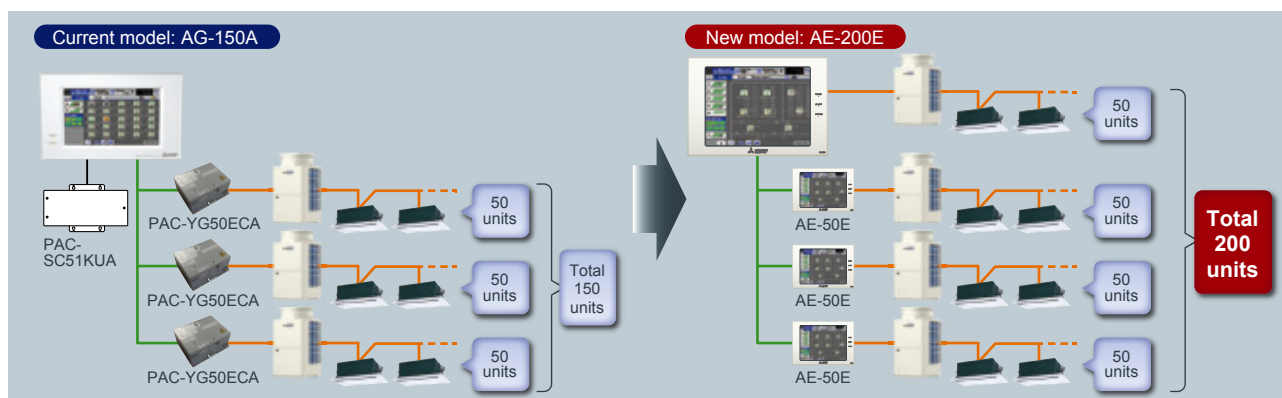 Current model: AG-150A
PAC-
SC51KUA
PAC-YG50ECA
50
units
PAC-YG50ECA
50
units
PAC-YG50ECA
50
units
Total
150
units
New model: AE-200E
50
units
AE-50E
50
units
AE-50E
50
units
AE-50E
50
units
Total
200
units